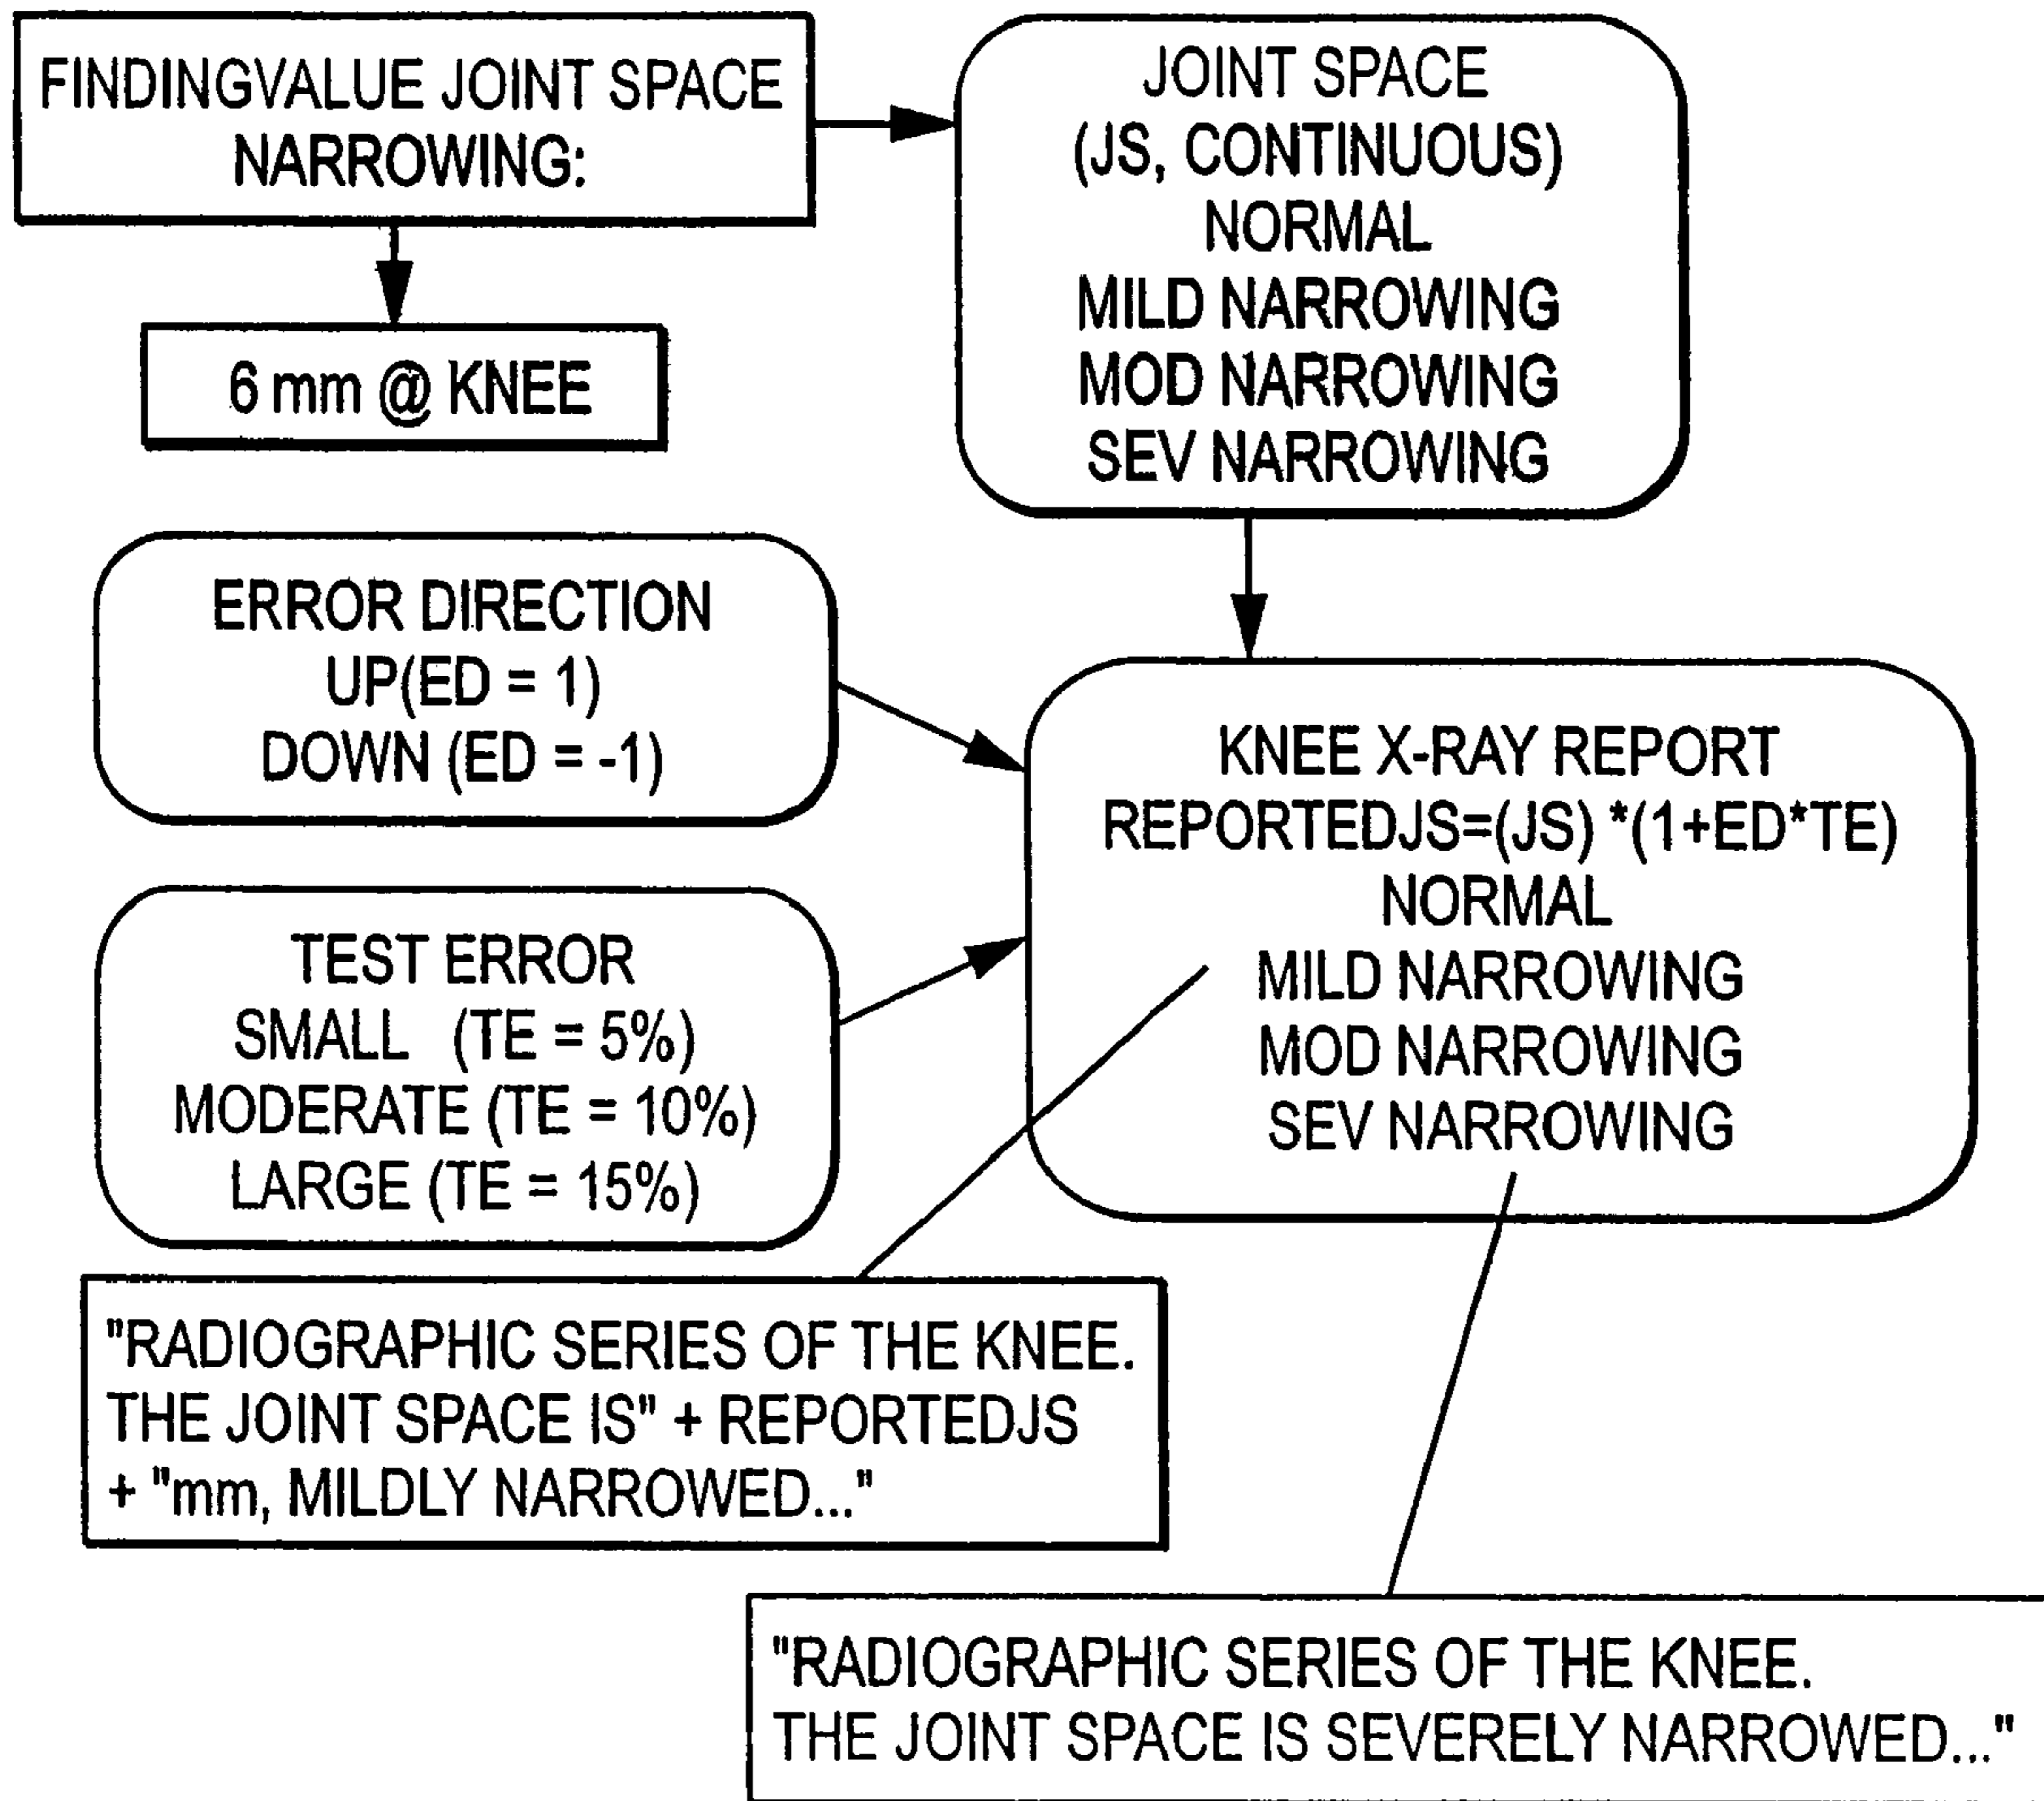 FINDINGVALUE JOINT SPACE
NARROWING:
6 mm @ KNEE
JOINT SPACE
(JS, CONTINUOUS)
NORMAL
MILD NARROWING
MOD NARROWING
SEV NARROWING
ERROR DIRECTION
UP(ED = 1)
DOWN (ED = -1)
TEST ERROR
SMALL (TE = 5%)
MODERATE (TE = 10%)
LARGE (TE = 15%)
KNEE X-RAY REPORT
REPORTEDJS=(JS) *(1+ED*TE)
NORMAL
MILD NARROWING
MOD NARROWING
SEV NARROWING
"RADIOGRAPHIC SERIES OF THE KNEE.
THE JOINT SPACE IS" + REPORTEDJS
+ "mm, MILDLY NARROWED..."
"RADIOGRAPHIC SERIES OF THE KNEE.
THE JOINT SPACE IS SEVERELY NARROWED..."